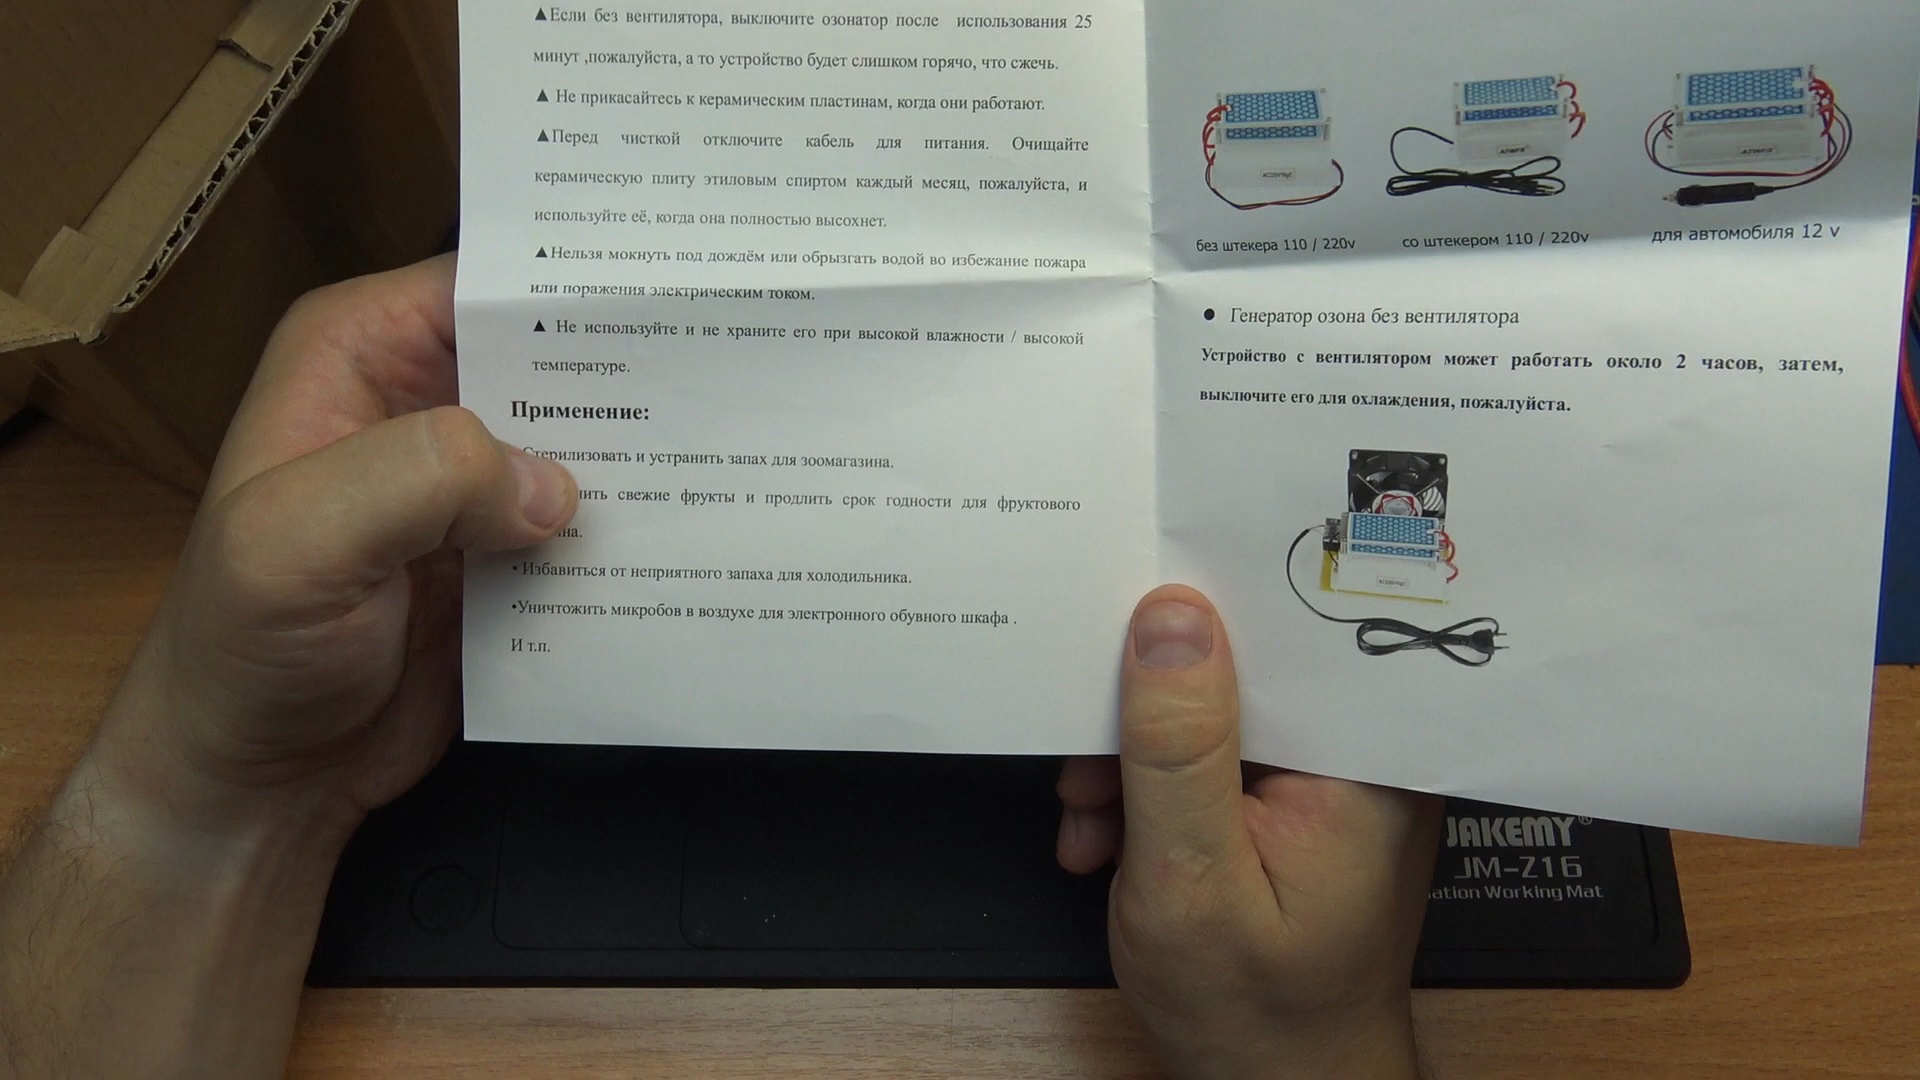 ▲Если без вентилятора, выключите озонатор после использования 25
минут ,пожалуйста, а то устройство будет слишком горячо, что сжечь.
▲ Не прикасайтесь к керамическим пластинам, когда они работают.
▲Перед чисткой отключите кабель для питания. Очищайте
керамическую плиту этиловым спиртом каждый месяц, пожалуйста, и
используйте её, когда она полностью высохнет.
▲Нельзя мокнуть под дождём или обрызгать водой во избежание пожара
или поражения электрическим током.
▲ Не используйте и не храните его при высокой влажности / высокой
температуре.
Применение:
Стерилизовать и устранить запах для зоомагазина.
свежие фрукты и продлить срок годности для фруктового
• Избавиться от неприятного запаха для холодильника.
•Уничтожить микробов в воздухе для электронного обувного шкафа .
И т.п.
ATWFS
ATWFS
без штекера 110 / 220v
со штекером 110 / 220v
для автомобиля 12 v
● Генератор озона без вентилятора
Устройство с вентилятором может работать около 2 часов, затем,
выключите его для охлаждения, пожалуйста.
JAKEMY®
JM-Z16
Working Mat